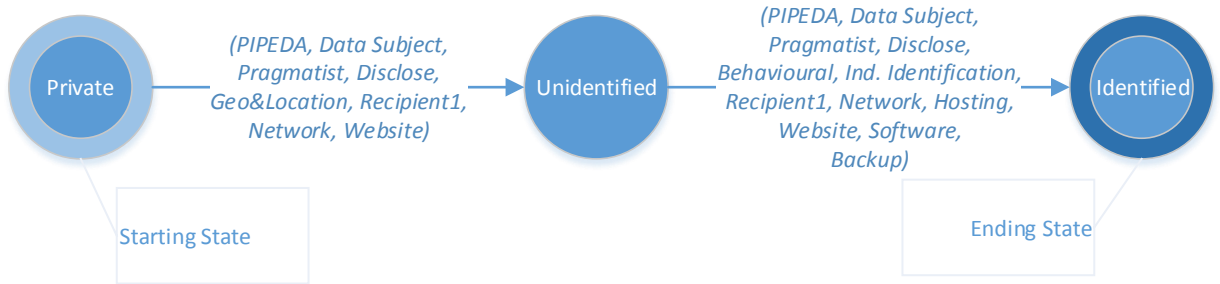 Private
(PIPEDA, Data Subject,
Pragmatist, Disclose,
Geo&Location, Recipient1,
Network, Website)
Unidentified
(PIPEDA, Data Subject,
Pragmatist, Disclose,
Behavioural, Ind. Identification,
Recipient1, Network, Hosting,
Website, Software,
Backup)
Identified
Starting State
Ending State